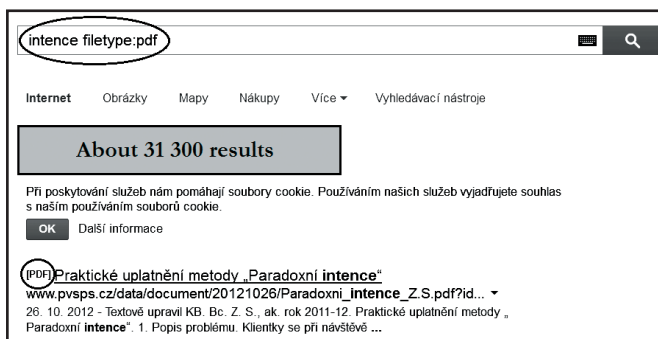 intence filetype:pdf
Internet Obrázky Mapy Nákupy Více Vyhledávací nástroje
About 31 300 results
Při poskytování služeb nám pomáhají soubory cookie. Používáním našich služeb vyjadřujete souhlas
s naším používáním souborů cookie.
OK Další informace
[PDF] Praktické uplatnění metody „Paradoxní intence“
www.pvsps.cz/data/document/20121026/Paradoxni_intence_Z.S.pdf?id...
26. 10. 2012 - Textově upravil KB. Bc. Z. S., ak. rok 2011-12. Praktické uplatnění metody „
Paradoxní intence“. 1. Popis problému. Klientky se při návštěvě ...